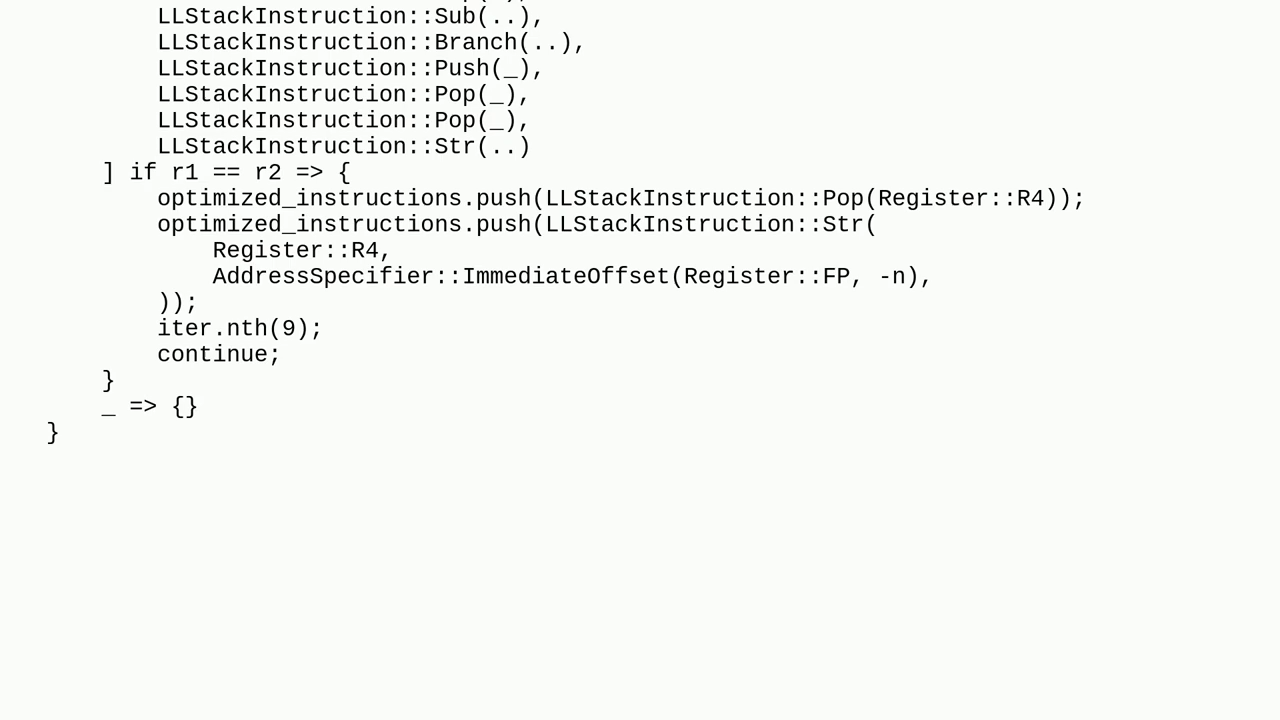 LLStackInstruction::Sub(..),
LLStackInstruction::Branch(..),
LLStackInstruction::Push(_),
LLStackInstruction::Pop(_),
LLStackInstruction::Pop(_),
LLStackInstruction::Str(..)
] if r1 == r2 => {
optimized_instructions.push(LLStackInstruction::Pop(Register::R4));
optimized_instructions.push(LLStackInstruction::Str(
Register::R4,
AddressSpecifier::ImmediateOffset(Register::FP, -n),
));
iter.nth(9);
continue;
}
_ => {}
}